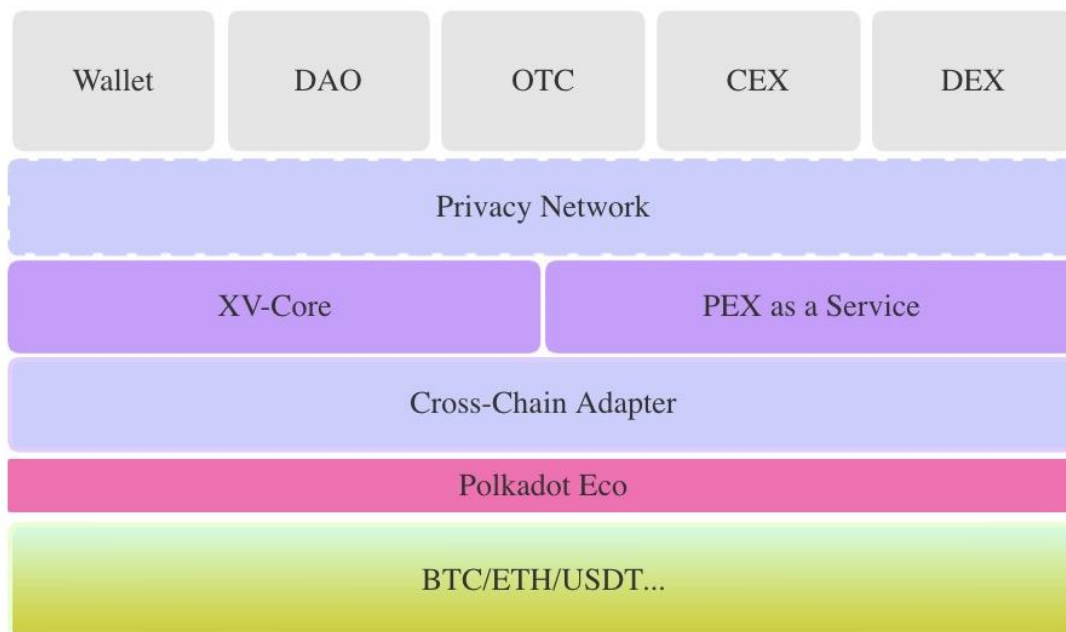 Wallet DAO OTC CEX DEX
Privacy Network
XV-Core PEX as a Service
Cross-Chain Adapter
Polkadot Eco
BTC/ETH/USDT...